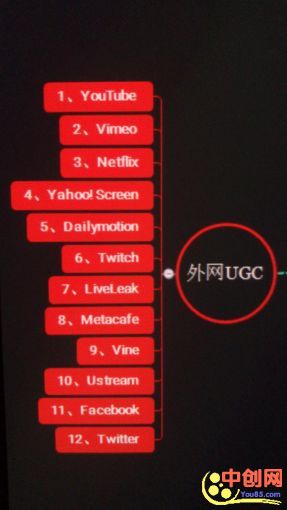 1、YouTube
2、Vimeo
3、Netflix
4、Yahoo! Screen
5、Dailymotion
6、Twitch
7、LiveLeak
8、Metacafe
9、Vine
10、Ustream
11、Facebook
12、Twitter
外网UGC
中创网
You85.com